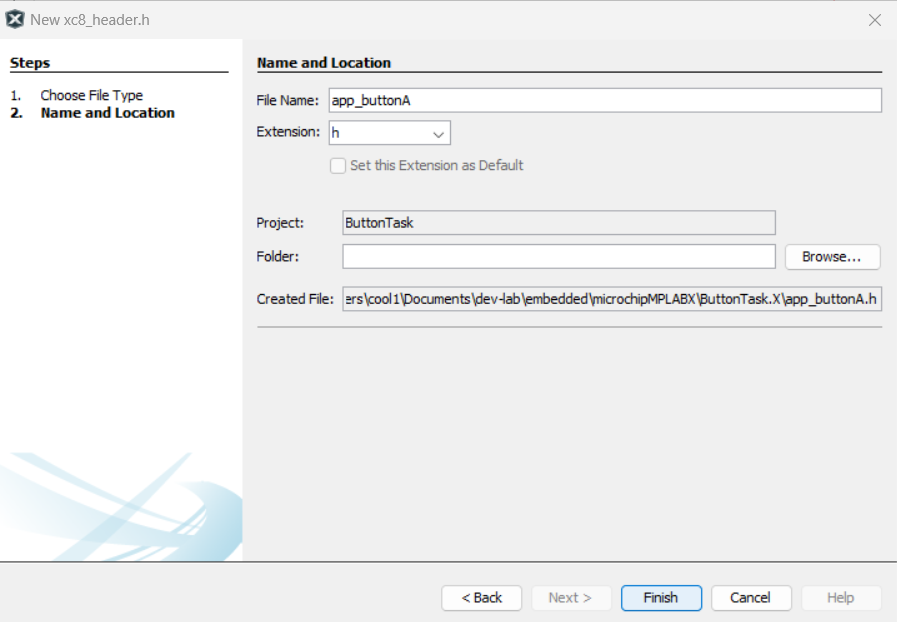 New xc8_header.h
Steps
1. Choose File Type
2. Name and Location
Name and Location
File Name: app_buttonA
Extension: h
Set this Extension as Default
Project: ButtonTask
Folder: Browse...
Created File: ers\cool1\Documents\dev-lab\embedded\microchipMPLABX\ButtonTask.X\app_buttonA.h
< Back Next > Finish Cancel Help